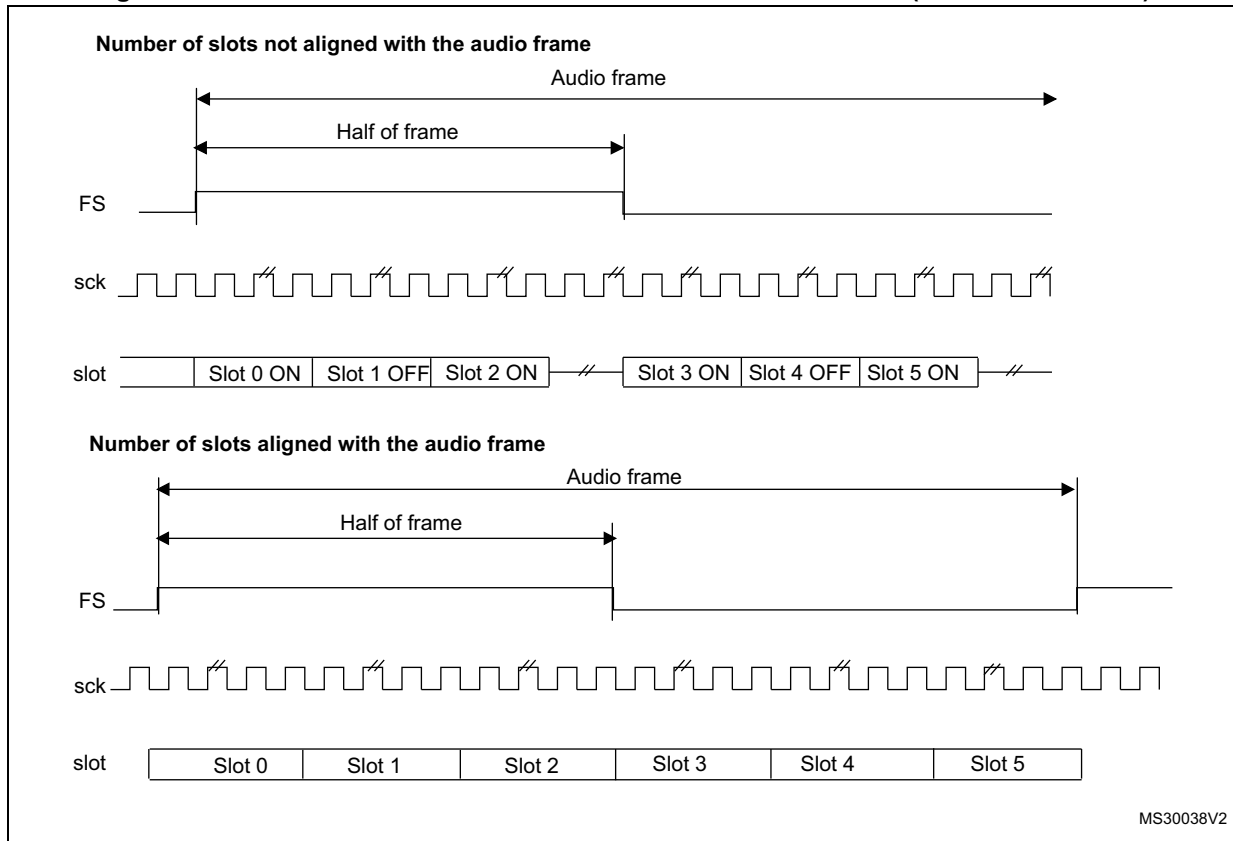 Number of slots not aligned with the audio frame
Audio frame
Half of frame
FS
sck
slot
Slot 0 ON
Slot 1 OFF
Slot 2 ON
Slot 3 ON
Slot 4 OFF
Slot 5 ON
Number of slots aligned with the audio frame
Audio frame
Half of frame
FS
sck
slot
Slot 0
Slot 1
Slot 2
Slot 3
Slot 4
Slot 5
MS30038V2